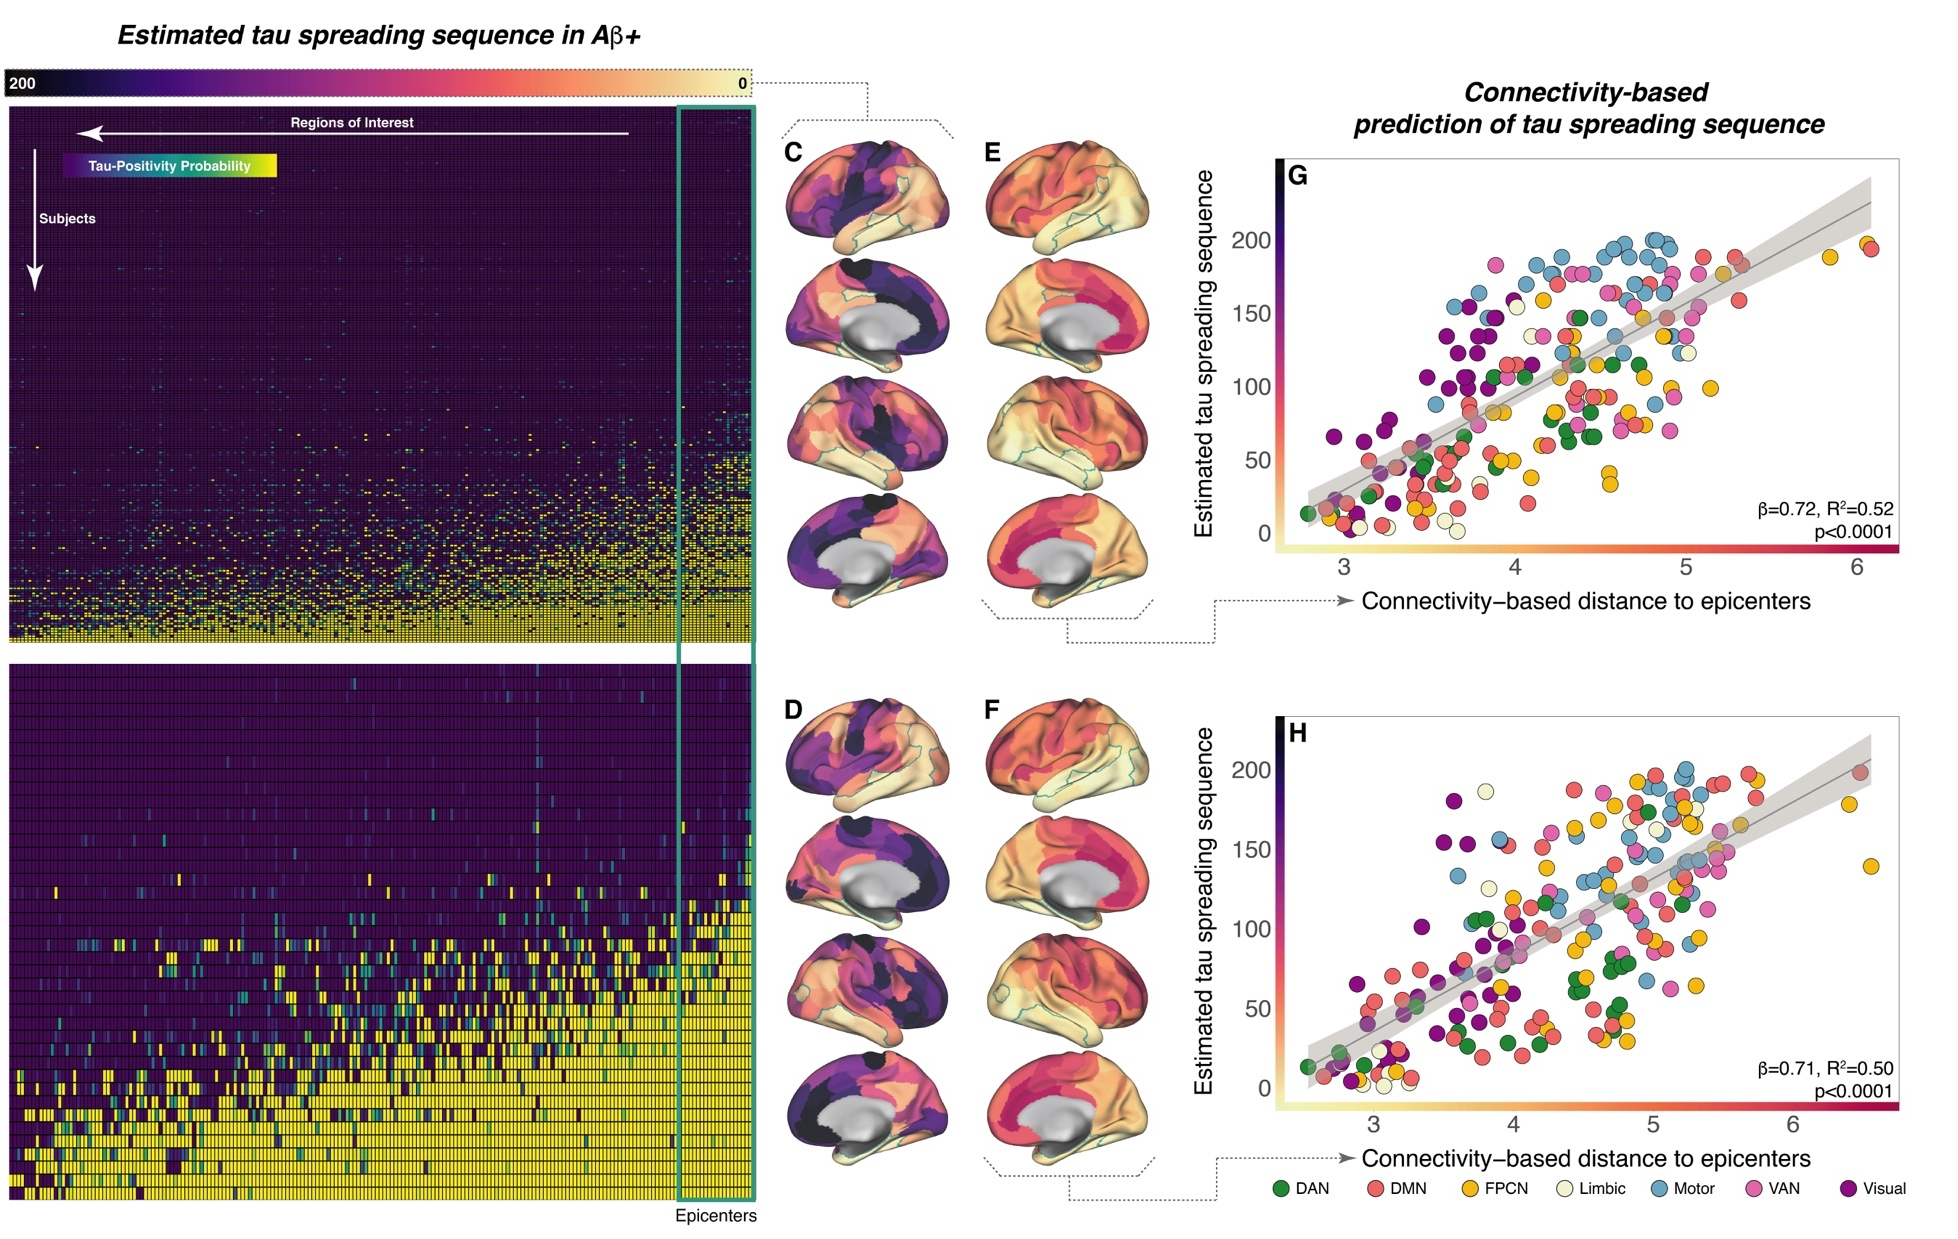 Estimated tau spreading sequence in Aβ+
200
0
Regions of Interest
Tau-Positivity Probability
Subjects
Epicenters
C
E
D
F
Connectivity-based
prediction of tau spreading sequence
G
Estimated tau spreading sequence
200
150
100
50
0
β=0.72, R²=0.52
p<0.0001
3
4
5
6
Connectivity–based distance to epicenters
H
Estimated tau spreading sequence
200
150
100
50
0
β=0.71, R²=0.50
p<0.0001
3
4
5
6
Connectivity–based distance to epicenters
DAN DMN FPCN Limbic Motor VAN Visual